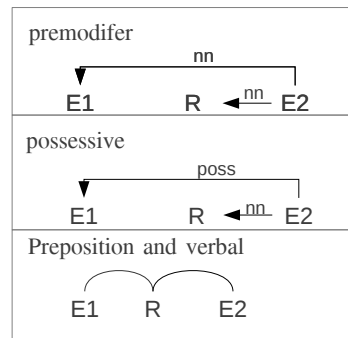 premodifer
nn
E1 R nn E2
possessive
poss
E1 R nn E2
Preposition and verbal
E1 R E2